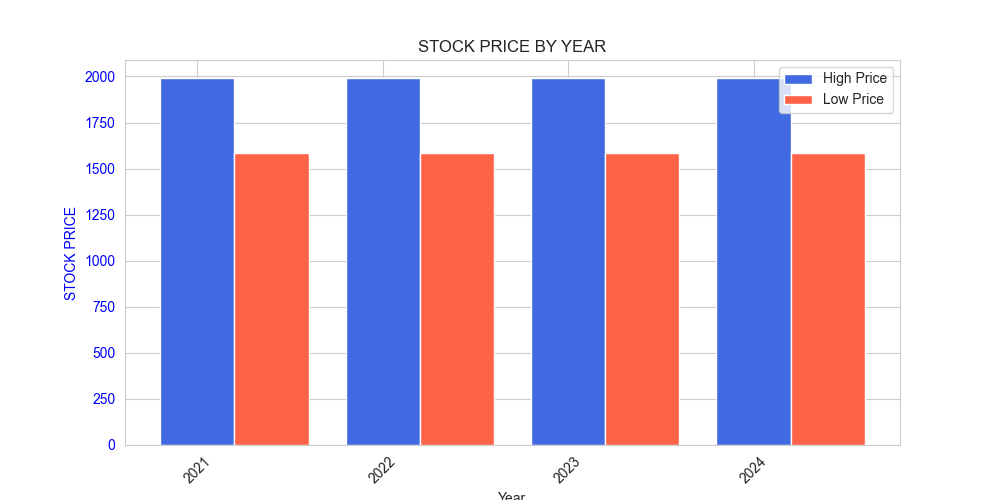 STOCK PRICE BY YEAR
High Price
Low Price
2000
1750
1500
1250
1000
750
500
250
0
STOCK PRICE
2021
2022
2023
2024
Year